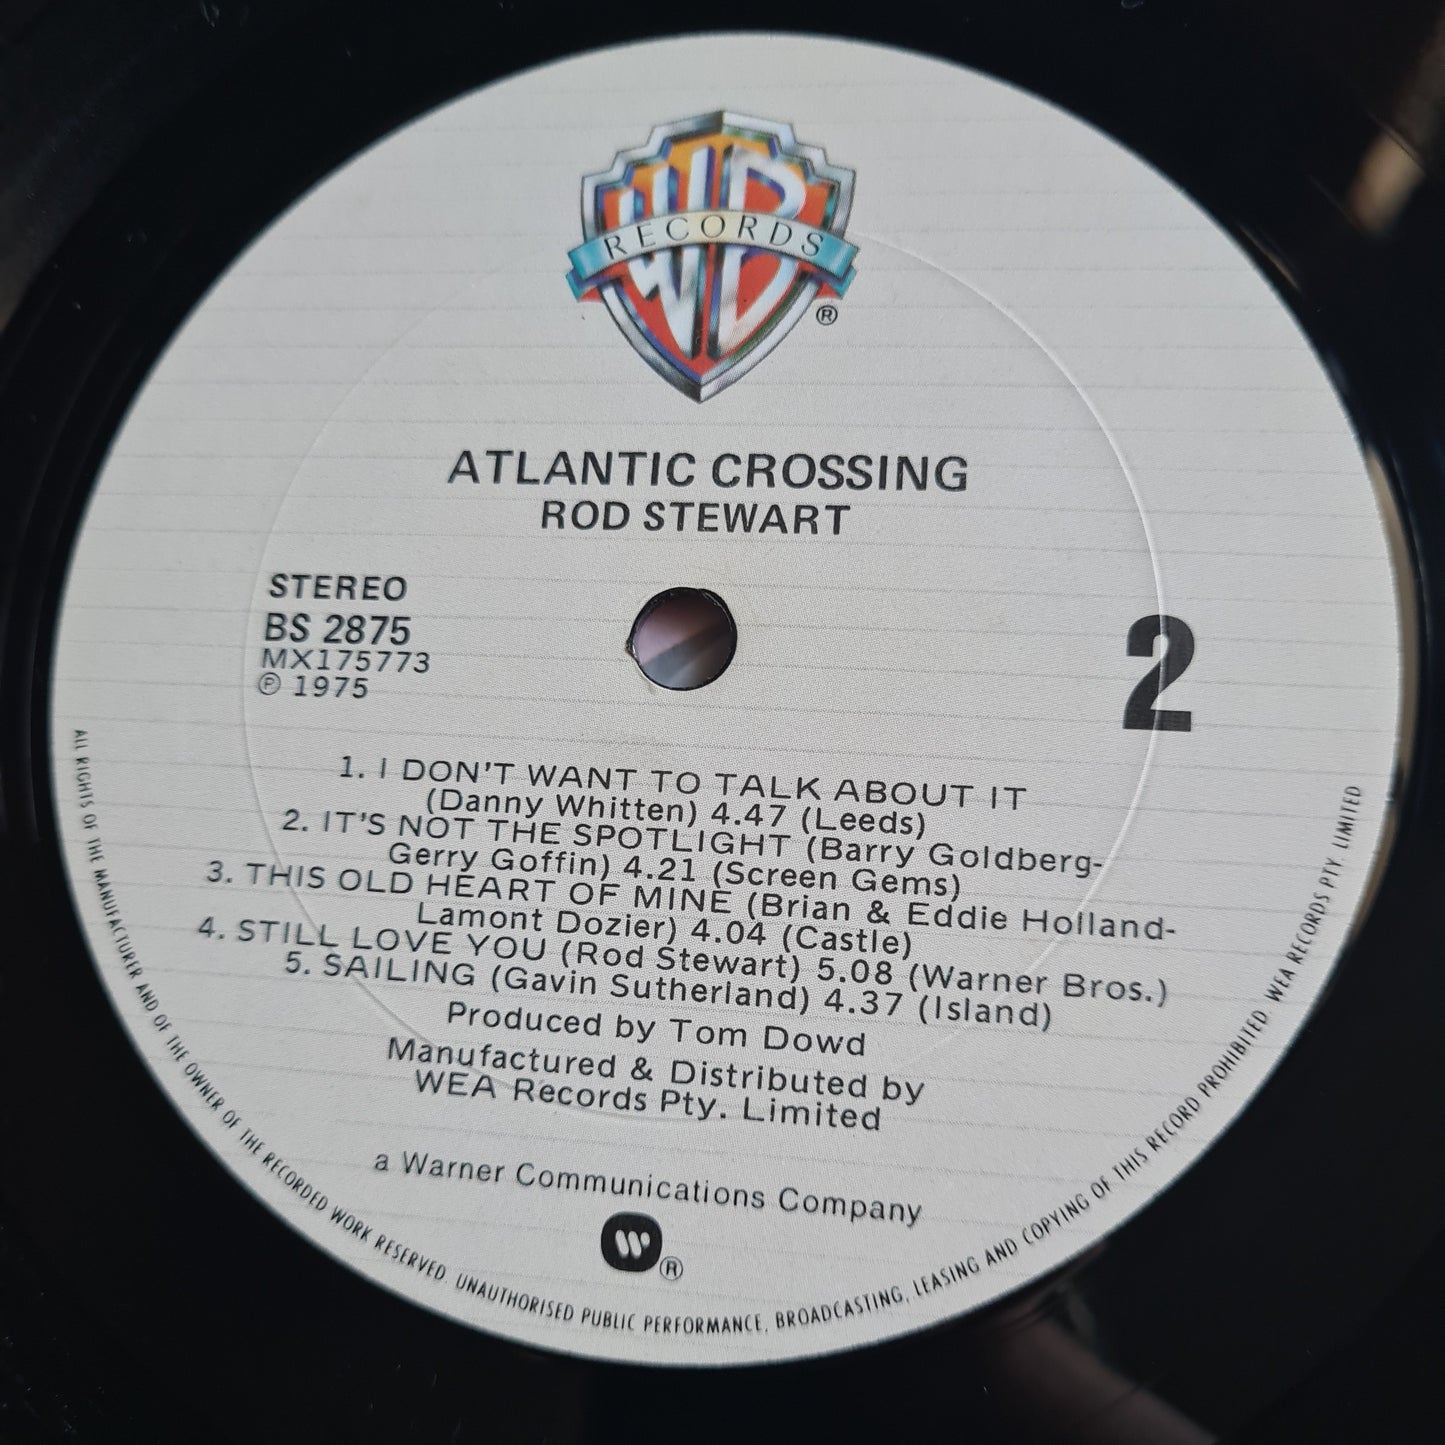 WB
RECORDS
®
ATLANTIC CROSSING
ROD STEWART
STEREO
BS 2875
MX175773
℗ 1975
2
1. I DON'T WANT TO TALK ABOUT IT
(Danny Whitten) 4.47 (Leeds)
2. IT'S NOT THE SPOTLIGHT (Barry Goldberg-
Gerry Goffin) 4.21 (Screen Gems)
3. THIS OLD HEART OF MINE (Brian & Eddie Holland-
Lamont Dozier) 4.04 (Castle)
4. STILL LOVE YOU (Rod Stewart) 5.08 (Warner Bros.)
5. SAILING (Gavin Sutherland) 4.37 (Island)
Produced by Tom Dowd
Manufactured & Distributed by
WEA Records Pty. Limited
a Warner Communications Company
®
ALL RIGHTS OF THE MANUFACTURER AND OF THE OWNER OF THE RECORDED WORK RESERVED. UNAUTHORISED PUBLIC PERFORMANCE, BROADCASTING, LEASING AND COPYING OF THIS RECORD PROHIBITED WEA RECORDS PTY. LIMITED